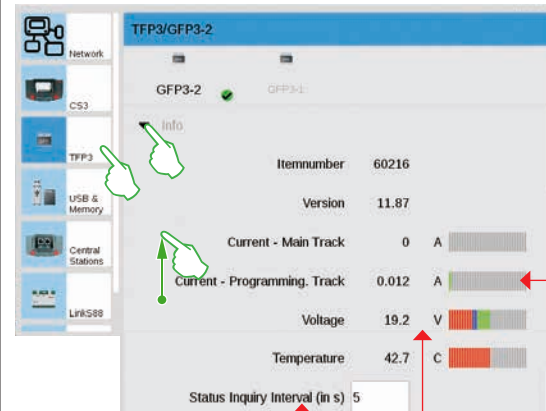 TFP3/GFP3-2
Network
CS3
TFP3
USB &
Memory
Central
Stations
LinkS88
GFP3-2 GFP3-1
Info
Itemnumber 60216
Version 11.87
Current - Main Track 0 A
Current - Programming. Track 0.012 A
Voltage 19.2 V
Temperature 42.7 C
Status Inquiry Interval (in s) 5